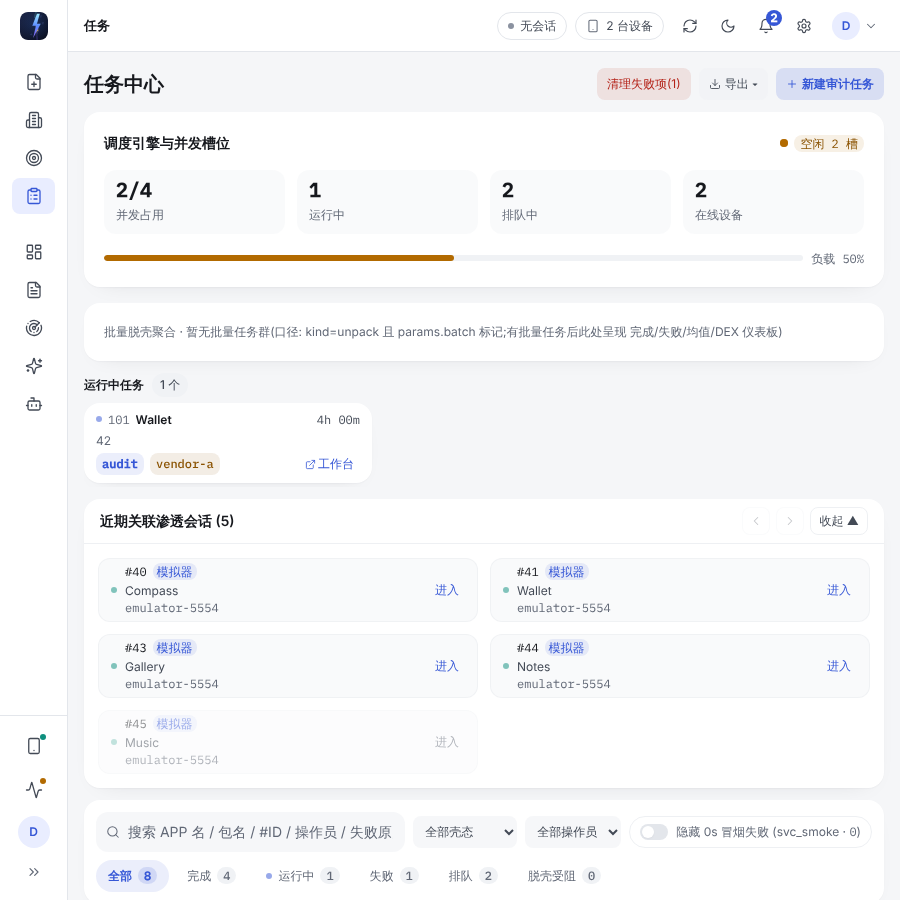 任务
无会话
2 台设备
2
D
任务中心
清理失败项(1)
导出
+ 新建审计任务
调度引擎与并发槽位
空闲 2 槽
2/4
并发占用
1
运行中
2
排队中
2
在线设备
负载 50%
批量脱壳聚合 · 暂无批量任务群(口径: kind=unpack 且 params.batch 标记;有批量任务后此处呈现 完成/失败/均值/DEX 仪表板)
运行中任务 1 个
101 Wallet 4h 00m
42
audit vendor-a 工作台
近期关联渗透会话 (5)
收起 ▲
#40 模拟器
Compass
emulator-5554
进入
#41 模拟器
Wallet
emulator-5554
进入
#43 模拟器
Gallery
emulator-5554
进入
#44 模拟器
Notes
emulator-5554
进入
#45 模拟器
Music
emulator-5554
进入
搜索 APP 名 / 包名 / #ID / 操作员 / 失败原
全部壳态
全部操作员
隐藏 0s 冒烟失败 (svc_smoke · 0)
全部 8
完成 4
运行中 1
失败 1
排队 2
脱壳受阻 0
D